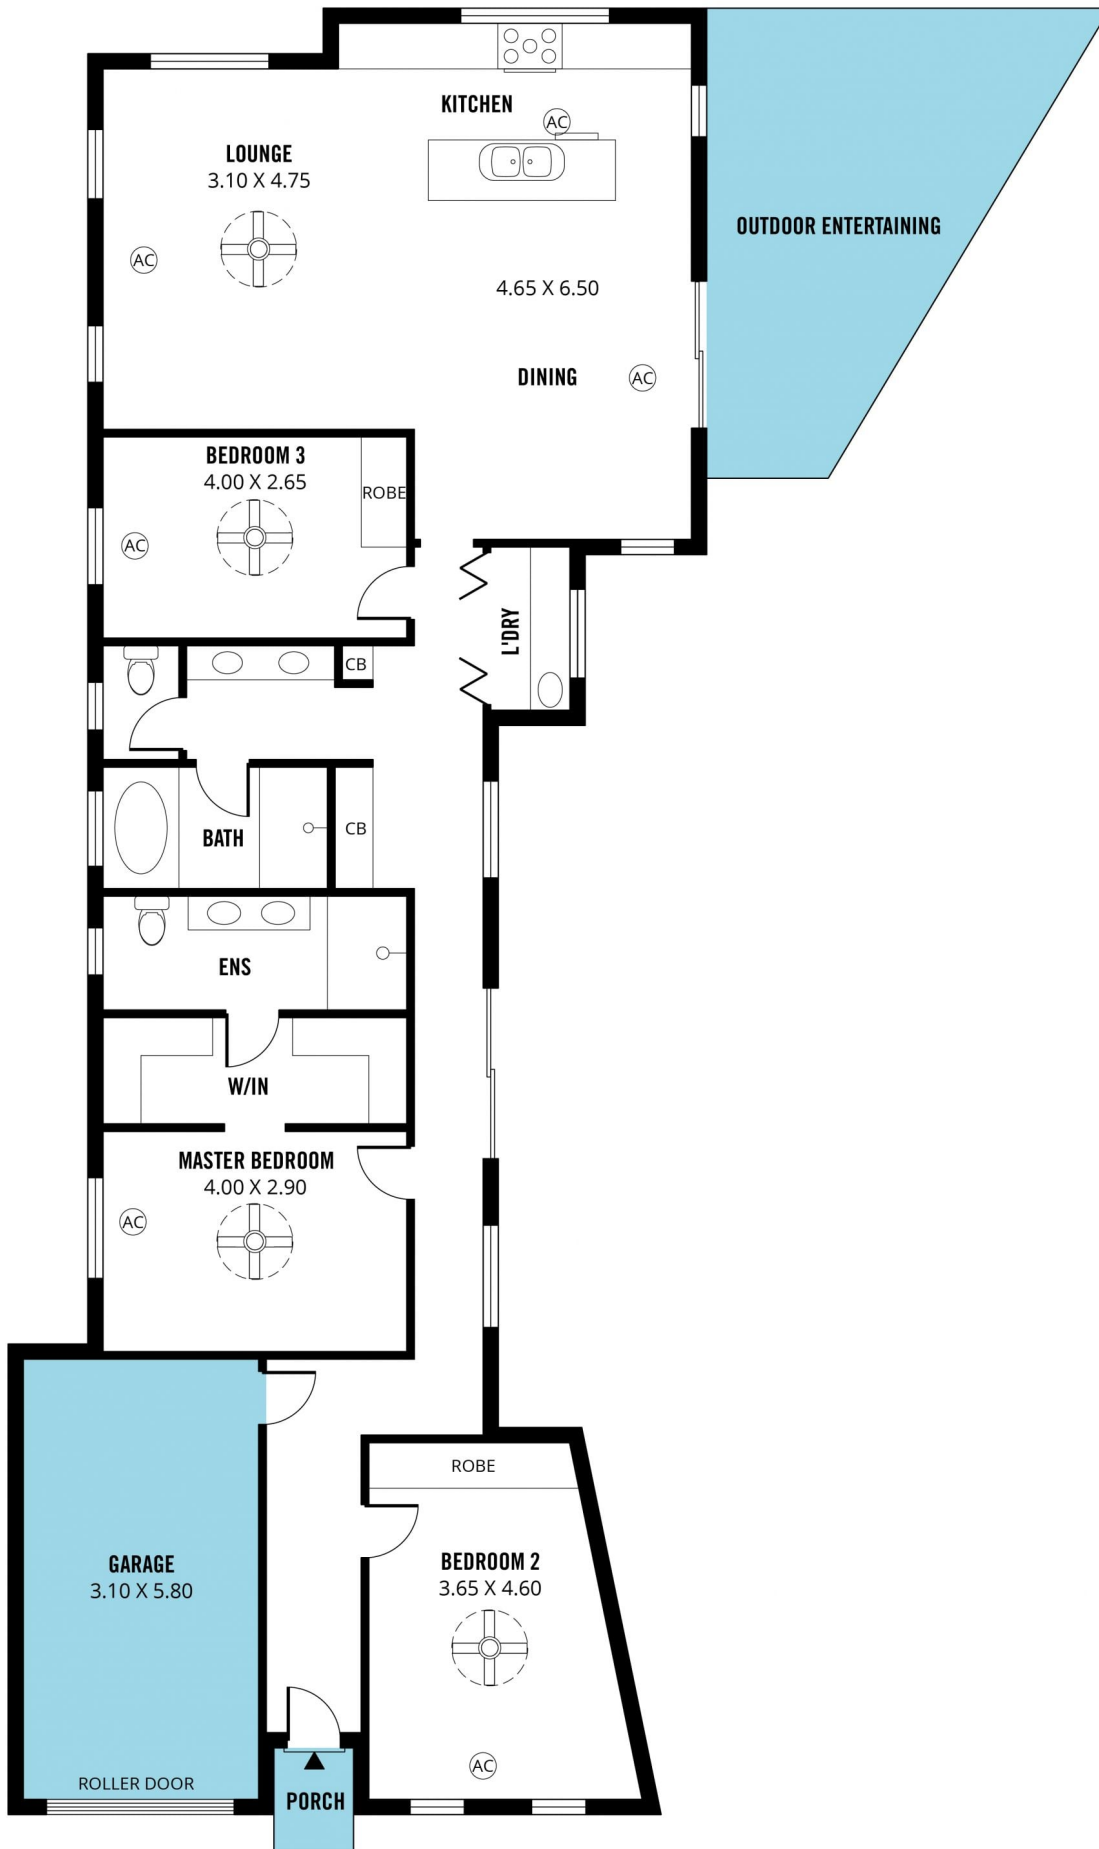 KITCHEN
AC
LOUNGE
3.10 X 4.75
OUTDOOR ENTERTAINING
AC
4.65 X 6.50
DINING
AC
BEDROOM 3
4.00 X 2.65
ROBE
AC
L'DRY
CB
BATH
CB
ENS
W/IN
MASTER BEDROOM
4.00 X 2.90
AC
ROBE
GARAGE
3.10 X 5.80
BEDROOM 2
3.65 X 4.60
AC
ROLLER DOOR
PORCH